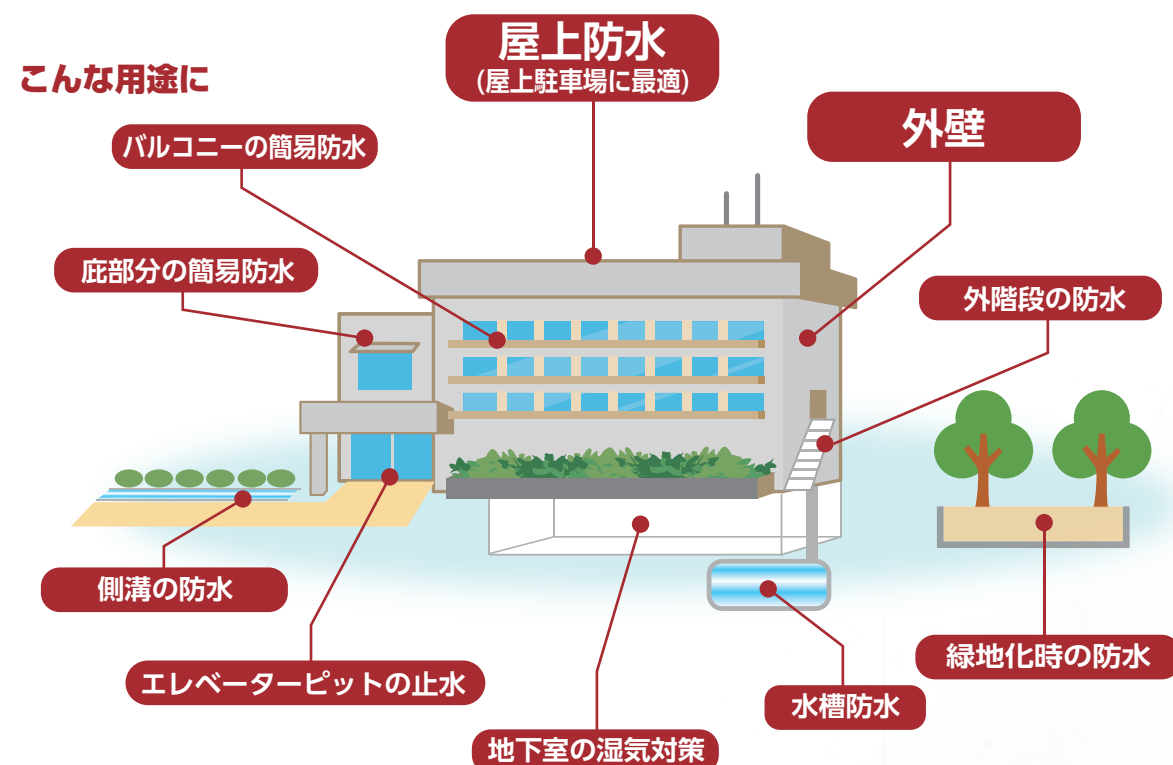 こんな用途に
屋上防水
(屋上駐車場に最適)
外壁
バルコニーの簡易防水
庇部分の簡易防水
外階段の防水
側溝の防水
エレベーターピットの止水
地下室の湿気対策
水槽防水
緑地化時の防水